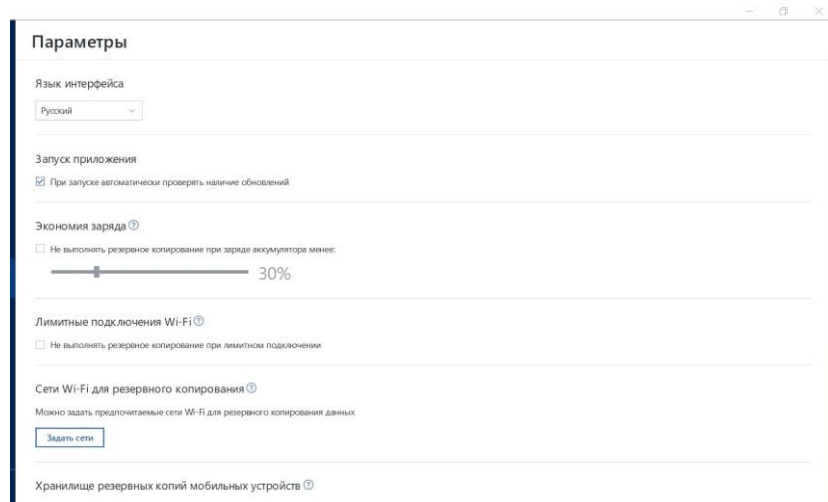 Параметры
Язык интерфейса
Русский
Запуск приложения
При запуске автоматически проверять наличие обновлений
Экономия заряда
Не выполнять резервное копирование при заряде аккумулятора менее:
30%
Лимитные подключения Wi-Fi
Не выполнять резервное копирование при лимитном подключении
Сети Wi-Fi для резервного копирования
Можно задать предпочитаемые сети Wi-Fi для резервного копирования данных
Задать сети
Хранилище резервных копий мобильных устройств